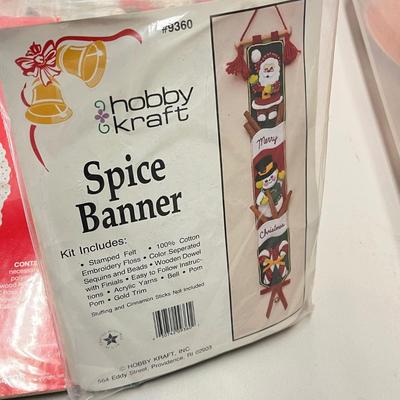 #9360
hobby
kraft
Spice
Banner
Kit Includes:
• Stamped Felt • 100% Cotton
Embroidery Floss • Color Seperated
Sequins and Beads • Wooden Dowel
with Finials • Easy to Follow Instruc-
tions • Acrylic Yarns • Bell • Pom
Pom • Gold Trim
Stuffing and Cinnamon Sticks Not Included
© HOBBY KRAFT, INC
564 Eddy Street, Providence, RI 02903
Merry
Christmas